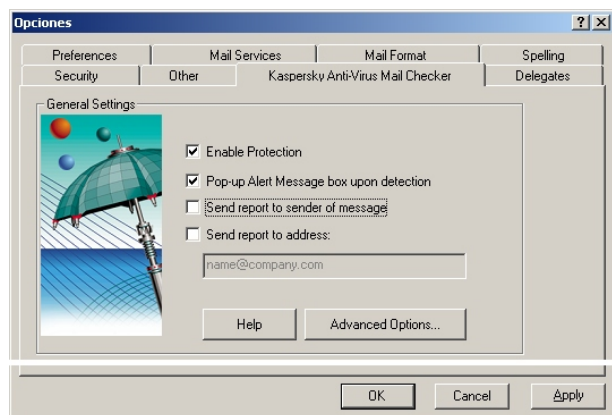 Opciones
Preferences Mail Services Mail Format Spelling
Security Other Kaspersky Anti-Virus Mail Checker Delegates
General Settings
Enable Protection
Pop-up Alert Message box upon detection
Send report to sender of message
Send report to address:
name@company.com
Help Advanced Options...
OK Cancel Apply